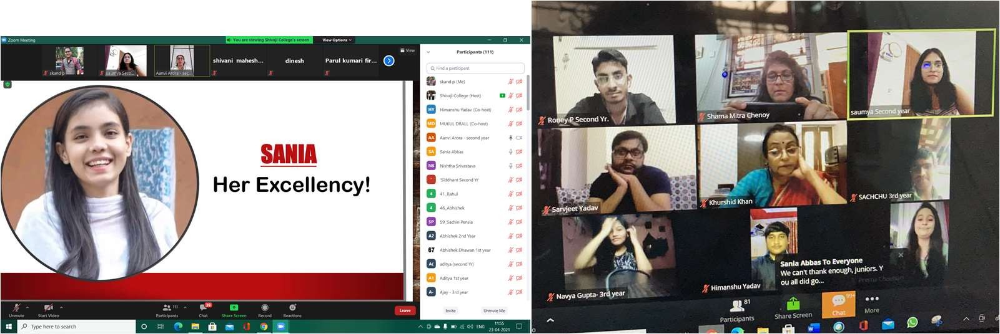 Zoom Meeting
You are viewing Shivaji College's screen
View Options
View
skand p
saumya Seco...
Aanvi Arora - sec...
shivani mahesh...
dinesh
Parul kumari fir...
SANIA
Her Excellency!
Participants (111)
Find a participant
skand p (Me)
Shivaji College (Host)
HY Himanshu Yadav (Co-host)
MD MUKUL DRALL (Co-host)
AA Aanvi Arora - second year
SA Sania Abbas
NS Nishtha Srivastava
'Siddhant Second Yr'
4 41_Rahul
4 46_Abhishek
SP 59_Sachin Pensia
A2 Abhishek 2nd Year
67 Abhishek Dhawan 1st year
A( aditya (second Yr)
A1 Aditya 1st year
A- Ajay - 3rd year
Invite
Unmute Me
Unmute
Start Video
111
Participants
39
Chat
Share Screen
Record
Reactions
Leave
Type here to search
ENG
11:55
23-04-2021
Roney P Second Yr.
Shama Mitra Chenoy
saumya Second year
Sarvjeet Yadav
Khurshid Khan
SACHCHU 3rd year
Navya Gupta- 3rd year
Himanshu Yadav
Sania Abbas To Everyone
We can't thank enough, juniors. Y
ou all did go...
81
Participants
Share Screen
99+
Chat
More